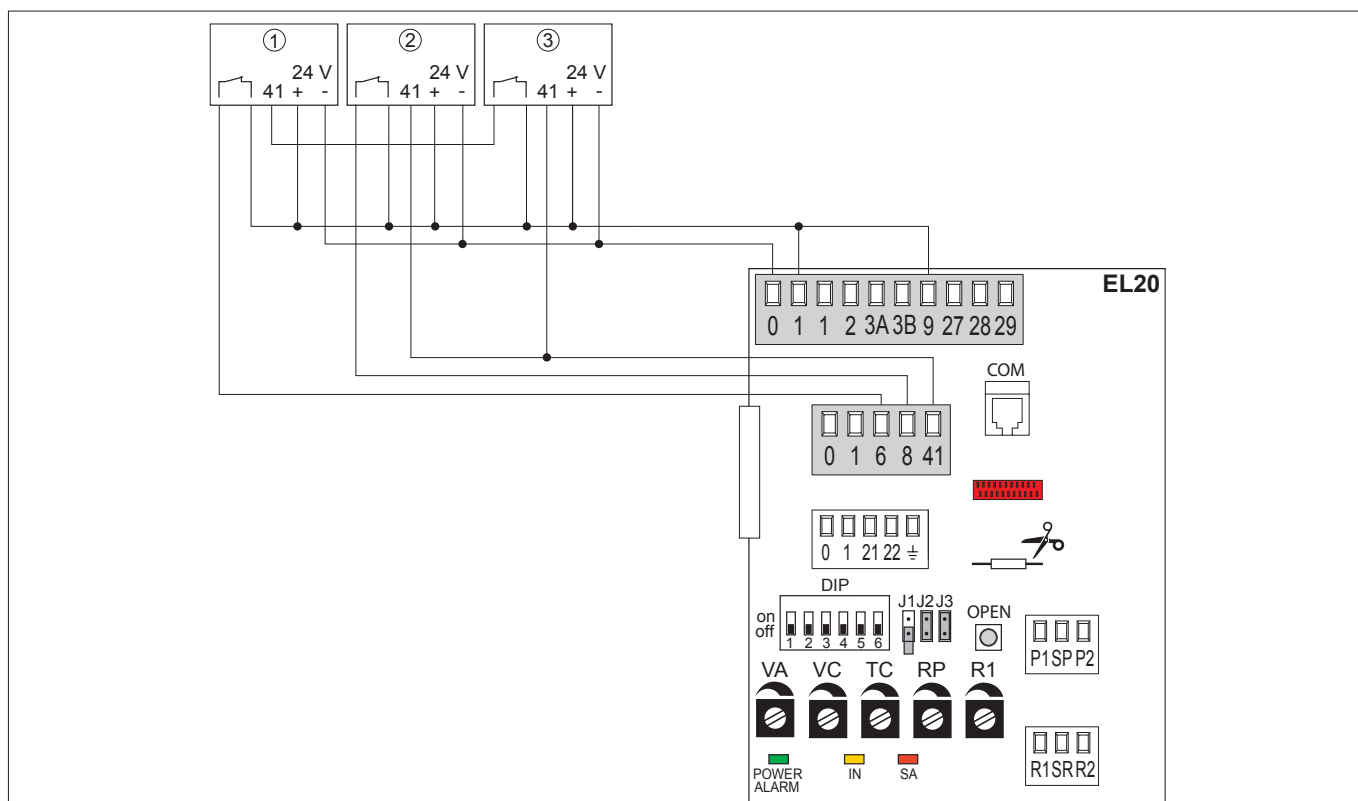 1 2 3
24 V 24 V 24 V
41 + - 41 + - 41 + -
EL20
0 1 1 2 3A 3B 9 27 28 29
COM
0 1 6 8 41
0 1 21 22
DIP
on
off
1 2 3 4 5 6
J1 J2 J3
OPEN
P1 SP P2
VA VC TC RP R1
R1 SR R2
POWER
ALARM
IN
SA